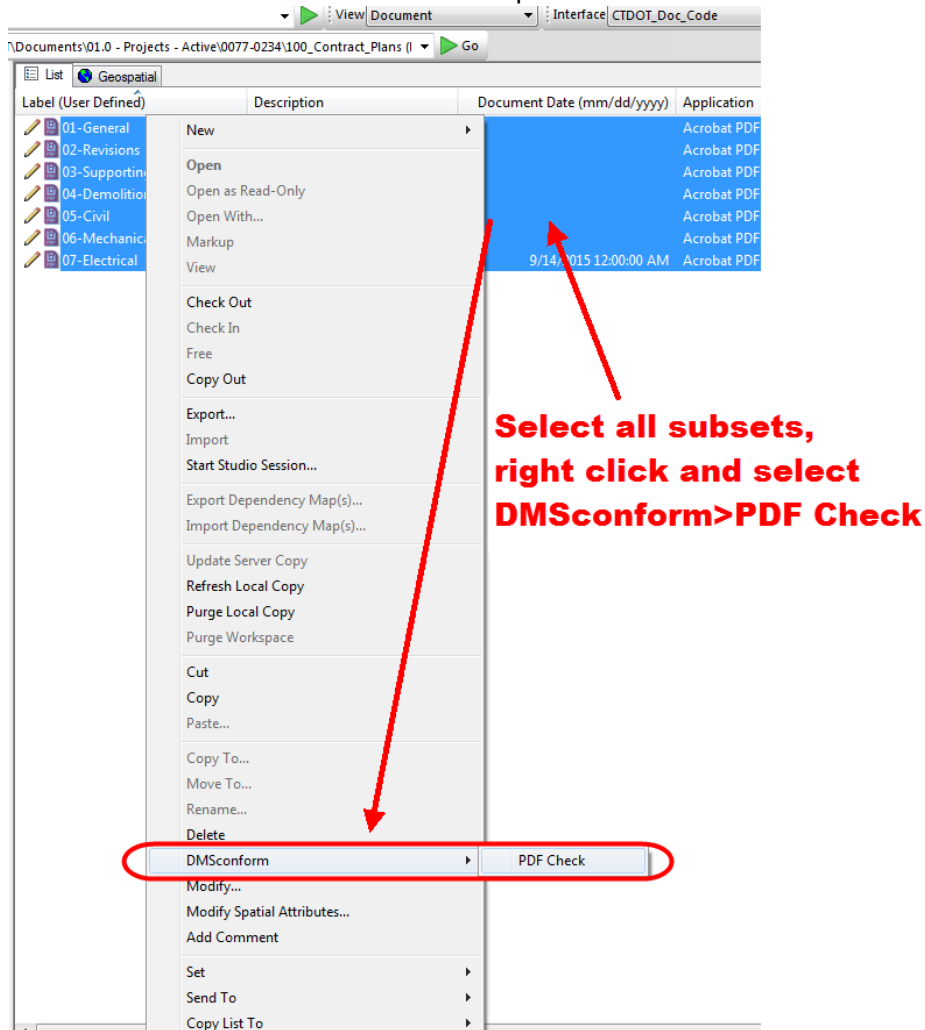 View Document Interface CTDOT_Doc_Code
\Documents\01.0 - Projects - Active\0077-0234\100_Contract_Plans (I Go
List Geospatial
Label (User Defined) Description Document Date (mm/dd/yyyy) Application
01-General Acrobat PDF
02-Revisions Acrobat PDF
03-Supporting Acrobat PDF
04-Demolition Acrobat PDF
05-Civil Acrobat PDF
06-Mechanica Acrobat PDF
07-Electrical 9/14/2015 12:00:00 AM Acrobat PDF
New
Open
Open as Read-Only
Open With...
Markup
View
Check Out
Check In
Free
Copy Out
Export...
Import
Start Studio Session...
Export Dependency Map(s)...
Import Dependency Map(s)...
Update Server Copy
Refresh Local Copy
Purge Local Copy
Purge Workspace
Cut
Copy
Paste...
Copy To...
Move To...
Rename...
Delete
DMSconform PDF Check
Modify...
Modify Spatial Attributes...
Add Comment
Set
Send To
Copy List To
Select all subsets,
right click and select
DMSconform>PDF Check